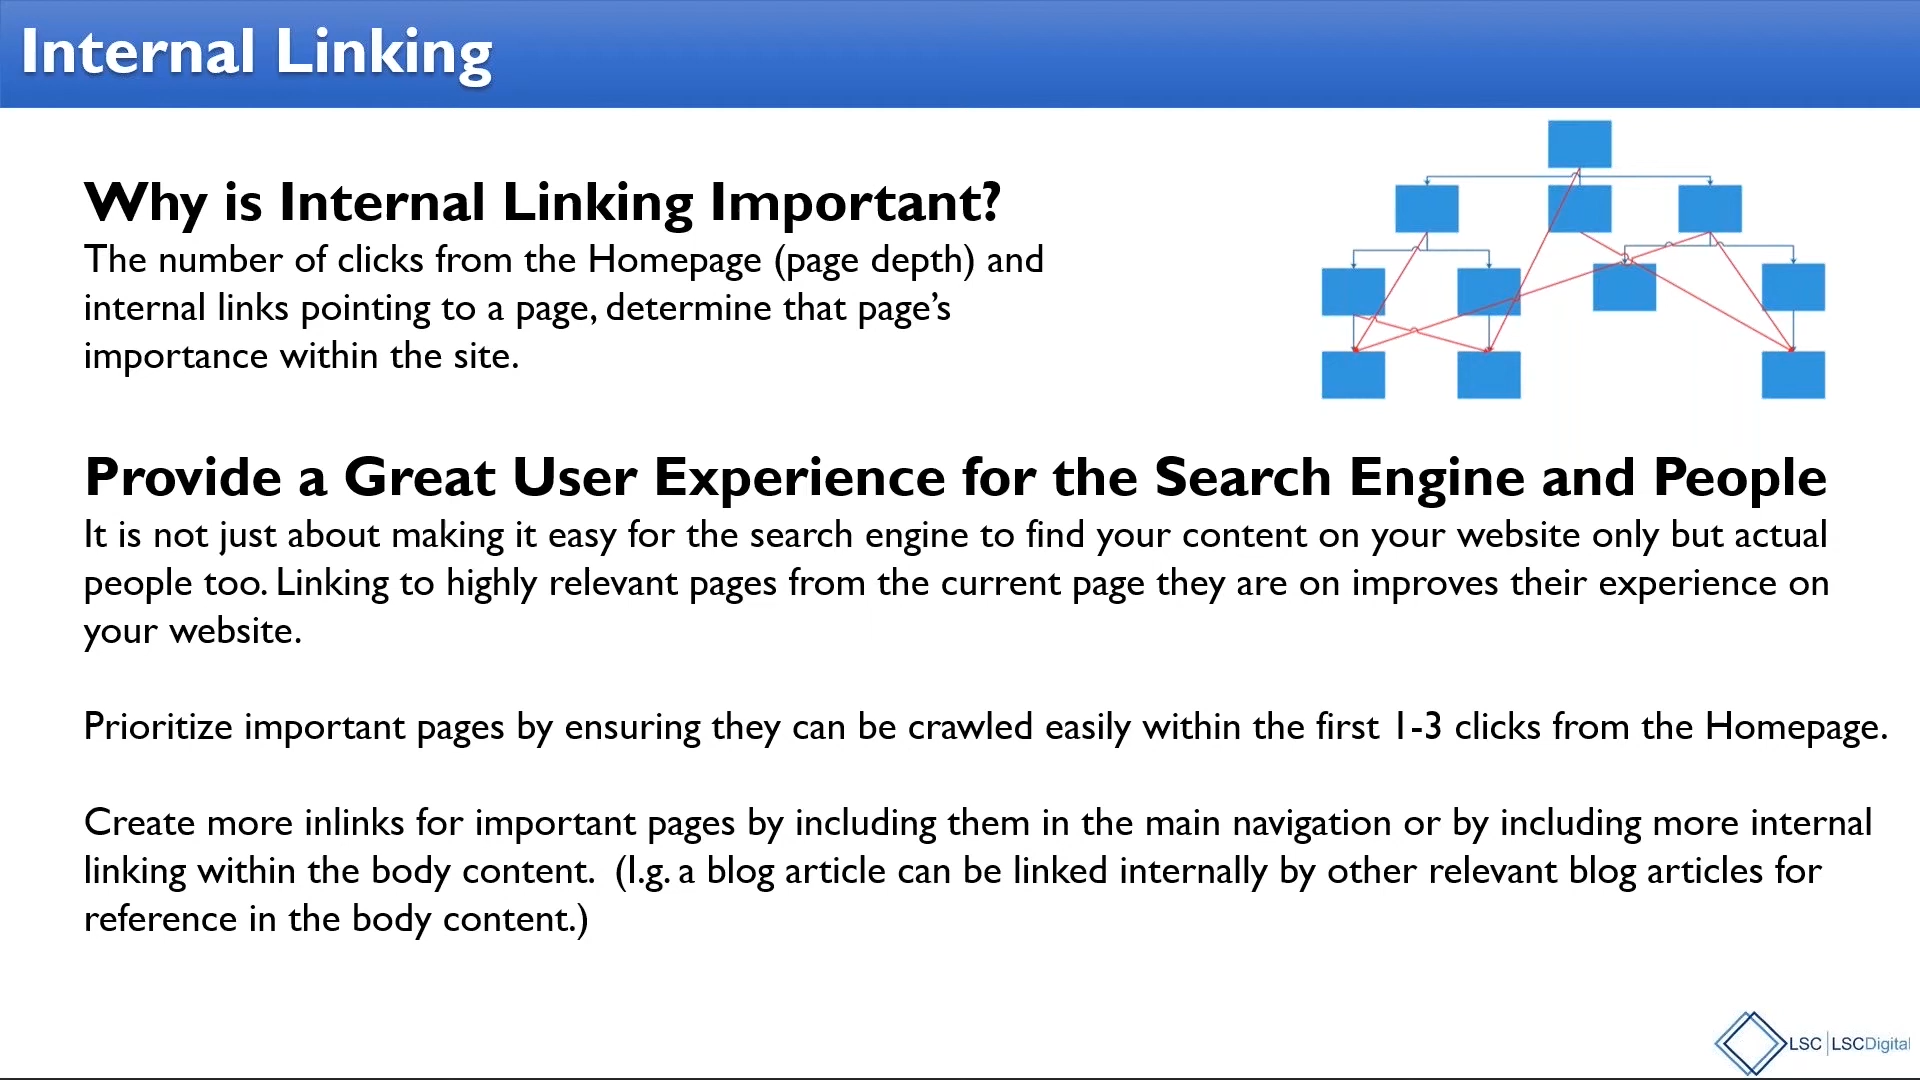 Internal Linking
Why is Internal Linking Important?
The number of clicks from the Homepage (page depth) and
internal links pointing to a page, determine that page’s
importance within the site.
Provide a Great User Experience for the Search Engine and People
It is not just about making it easy for the search engine to find your content on your website only but actual
people too. Linking to highly relevant pages from the current page they are on improves their experience on
your website.
Prioritize important pages by ensuring they can be crawled easily within the first 1-3 clicks from the Homepage.
Create more inlinks for important pages by including them in the main navigation or by including more internal
linking within the body content.  (I.g. a blog article can be linked internally by other relevant blog articles for
reference in the body content.)
LSC | LSCDigital